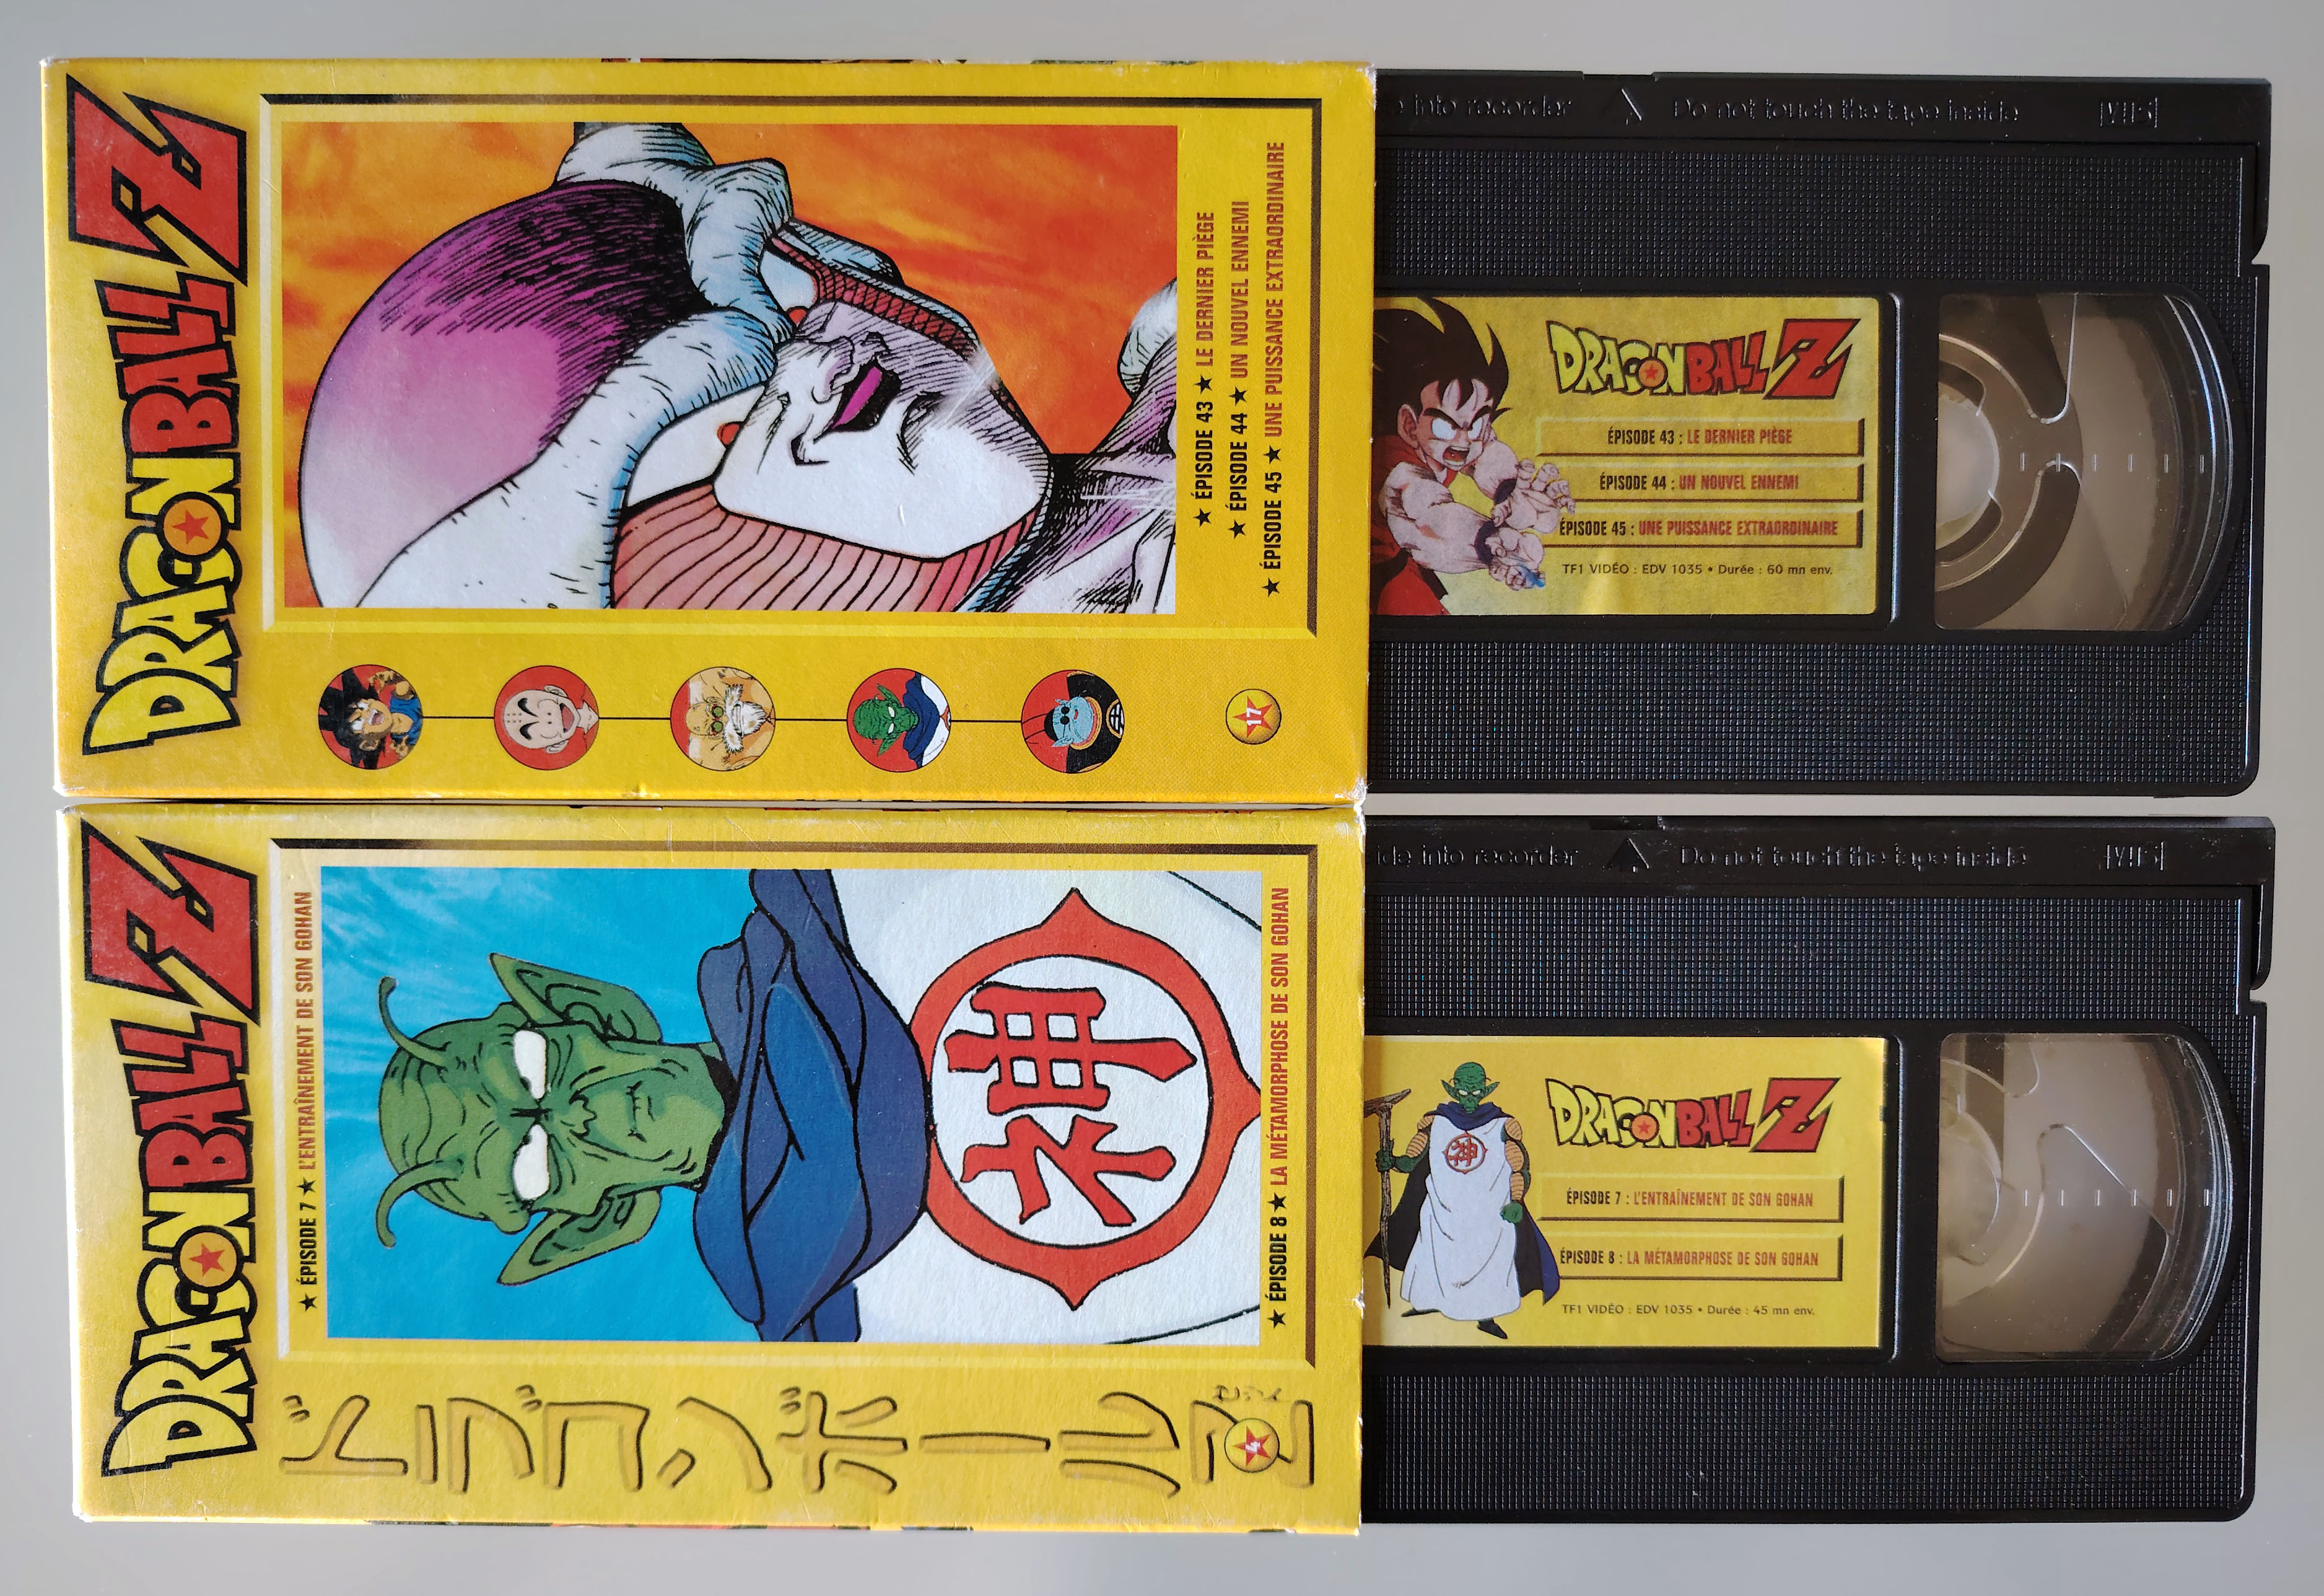 DRAGON BALL Z
★ ÉPISODE 43 ★ LE DERNIER PIÈGE
★ ÉPISODE 44 ★ UN NOUVEL ENNEMI
★ ÉPISODE 45 ★ UNE PUISSANCE EXTRAORDINAIRE
17
e into recorder Do not touch the tape inside VHS
DRAGON BALL Z
ÉPISODE 43 : LE DERNIER PIÈGE
ÉPISODE 44 : UN NOUVEL ENNEMI
ÉPISODE 45 : UNE PUISSANCE EXTRAORDINAIRE
TF1 VIDÉO : EDV 1035 • Durée : 60 mn env.
DRAGON BALL Z
★ ÉPISODE 7 ★ L'ENTRAÎNEMENT DE SON GOHAN
神
★ ÉPISODE 8 ★ LA MÉTAMORPHOSE DE SON GOHAN
ドラゴンボールZ
4
ide into recorder Do not touch the tape inside VHS
DRAGON BALL Z
神
ÉPISODE 7 : L'ENTRAÎNEMENT DE SON GOHAN
ÉPISODE 8 : LA MÉTAMORPHOSE DE SON GOHAN
TF1 VIDÉO : EDV 1035 • Durée : 45 mn env.